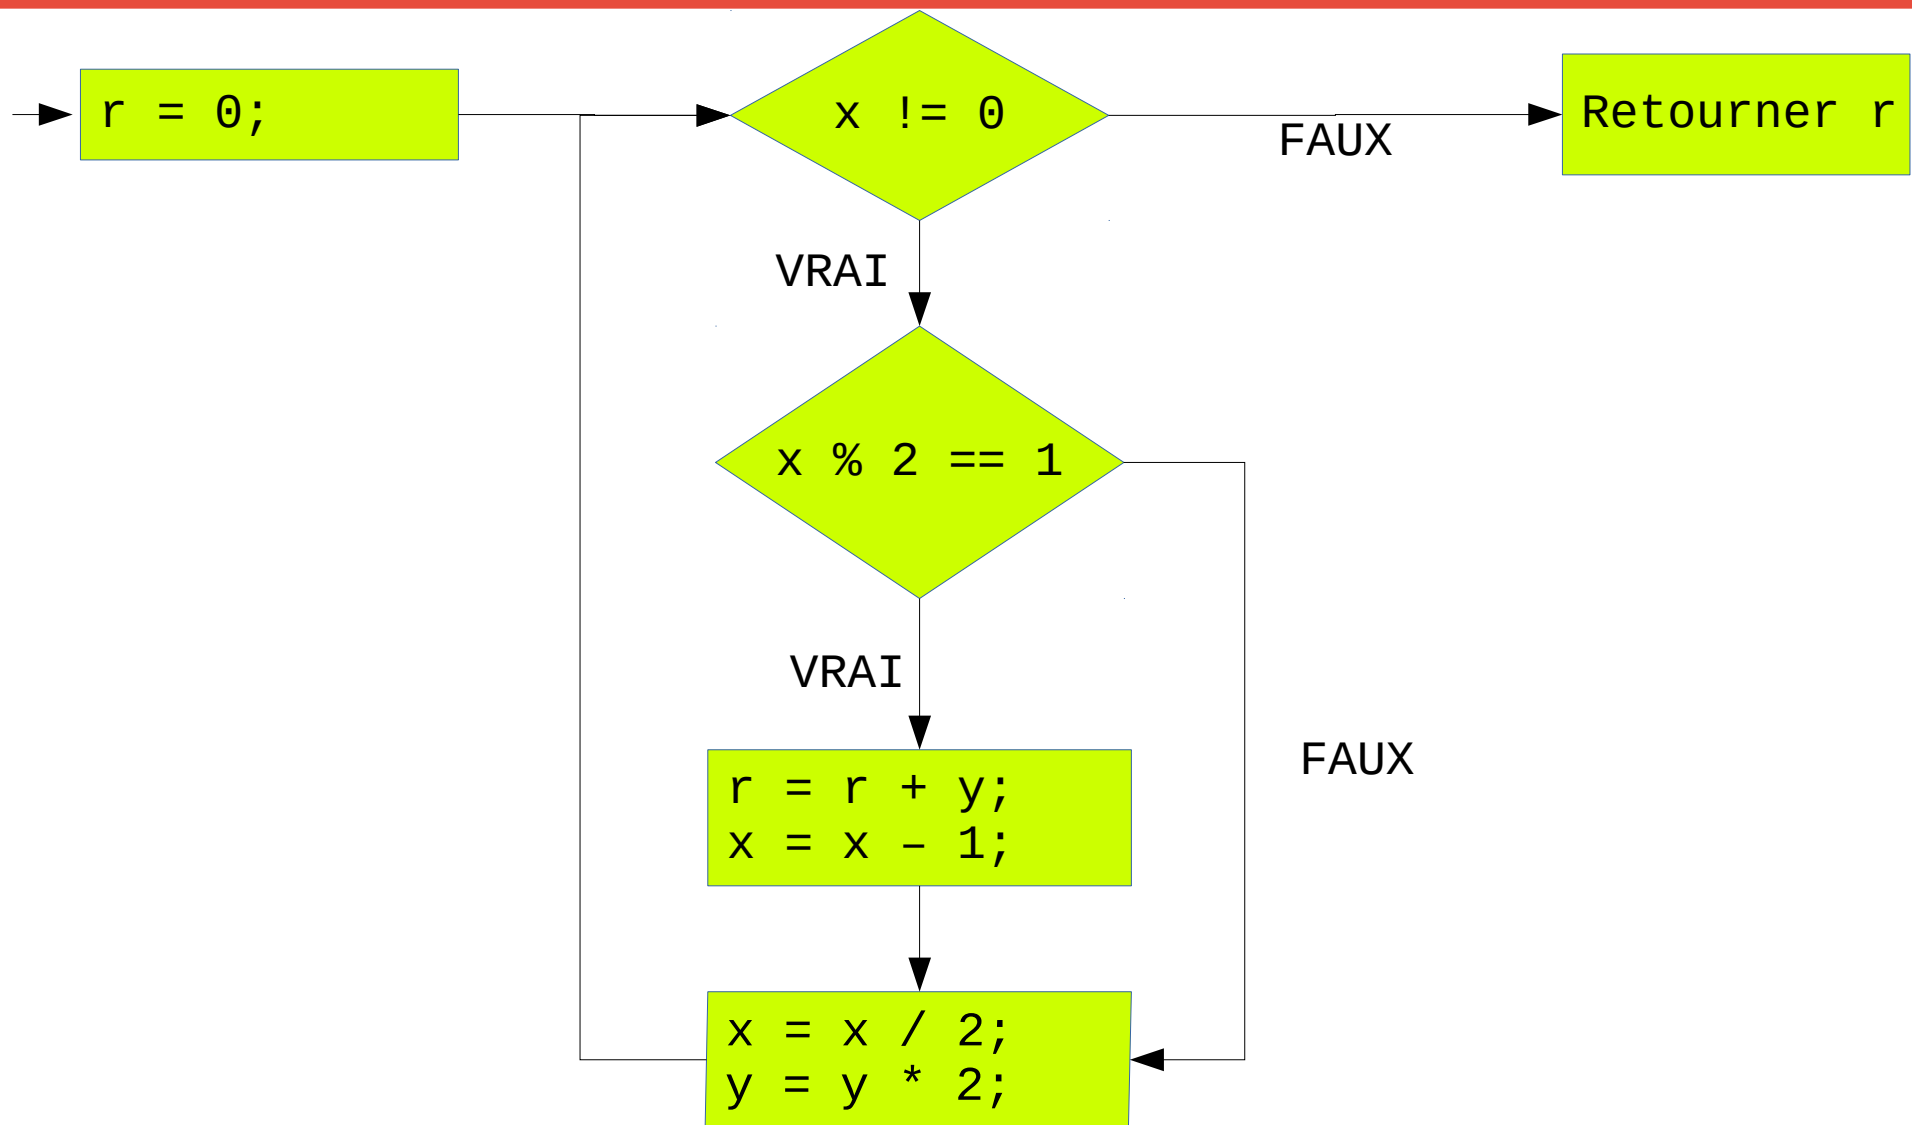 r = 0;
x != 0
FAUX
Retourner r
VRAI
x % 2 == 1
VRAI
FAUX
r = r + y;
x = x – 1;
x = x / 2;
y = y * 2;